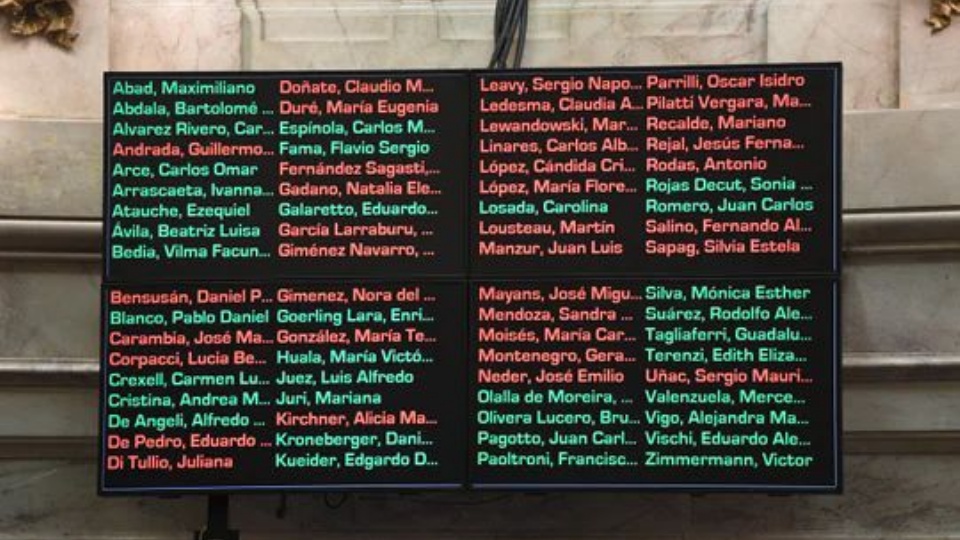 Abad, Maximiliano
Abdala, Bartolomé ...
Alvarez Rivero, Car...
Andrada, Guillermo...
Arce, Carlos Omar
Arrascaeta, Ivanna...
Atauche, Ezequiel
Ávila, Beatriz Luisa
Bedia, Vilma Facun...
Bensusán, Daniel P...
Blanco, Pablo Daniel
Carambia, José Ma...
Corpacci, Lucia Be...
Crexell, Carmen Lu...
Cristina, Andrea M...
De Angeli, Alfredo ...
De Pedro, Eduardo ...
Di Tullio, Juliana
Doñate, Claudio M...
Duré, María Eugenia
Espínola, Carlos M...
Fama, Flavio Sergio
Fernández Sagasti,...
Gadano, Natalia Ele...
Galaretto, Eduardo...
García Larraburu, ...
Giménez Navarro, ...
Gimenez, Nora del ...
Goerling Lara, Enri...
González, María Te...
Huala, María Victó...
Juez, Luis Alfredo
Juri, Mariana
Kirchner, Alicia Ma...
Kroneberger, Dani...
Kueider, Edgardo D...
Leavy, Sergio Napo...
Ledesma, Claudia A...
Lewandowski, Mar...
Linares, Carlos Alb...
López, Cándida Cri...
López, María Flore...
Losada, Carolina
Lousteau, Martín
Manzur, Juan Luis
Mayans, José Migu...
Mendoza, Sandra ...
Moisés, María Car...
Montenegro, Gera...
Neder, José Emilio
Olalla de Moreira, ...
Olivera Lucero, Bru...
Pagotto, Juan Carl...
Paoltroni, Francisc...
Parrilli, Oscar Isidro
Pilatti Vergara, Ma...
Recalde, Mariano
Rejal, Jesús Ferna...
Rodas, Antonio
Rojas Decut, Sonia ...
Romero, Juan Carlos
Salino, Fernando Al...
Sapag, Silvia Estela
Silva, Mónica Esther
Suárez, Rodolfo Ale...
Tagliaferri, Guadalu...
Terenzi, Edith Eliza...
Uñac, Sergio Mauri...
Valenzuela, Merce...
Vigo, Alejandra Ma...
Vischi, Eduardo Ale...
Zimmermann, Victor